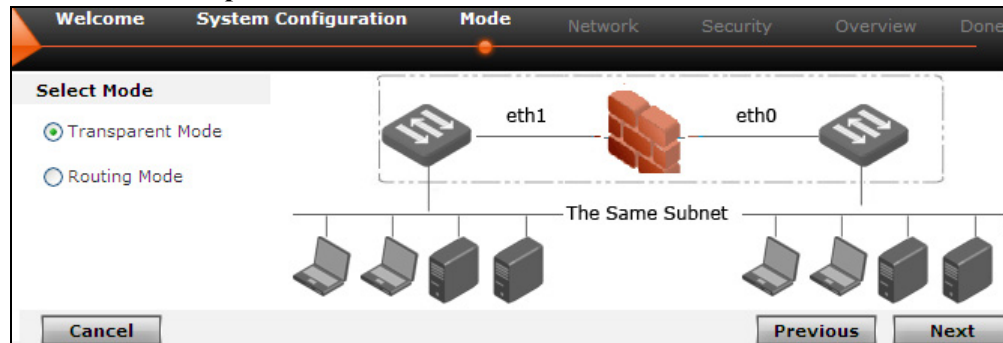 Welcome System Configuration Mode Network Security Overview Done
Select Mode
Transparent Mode
Routing Mode
eth1 eth0
The Same Subnet
Cancel Previous Next